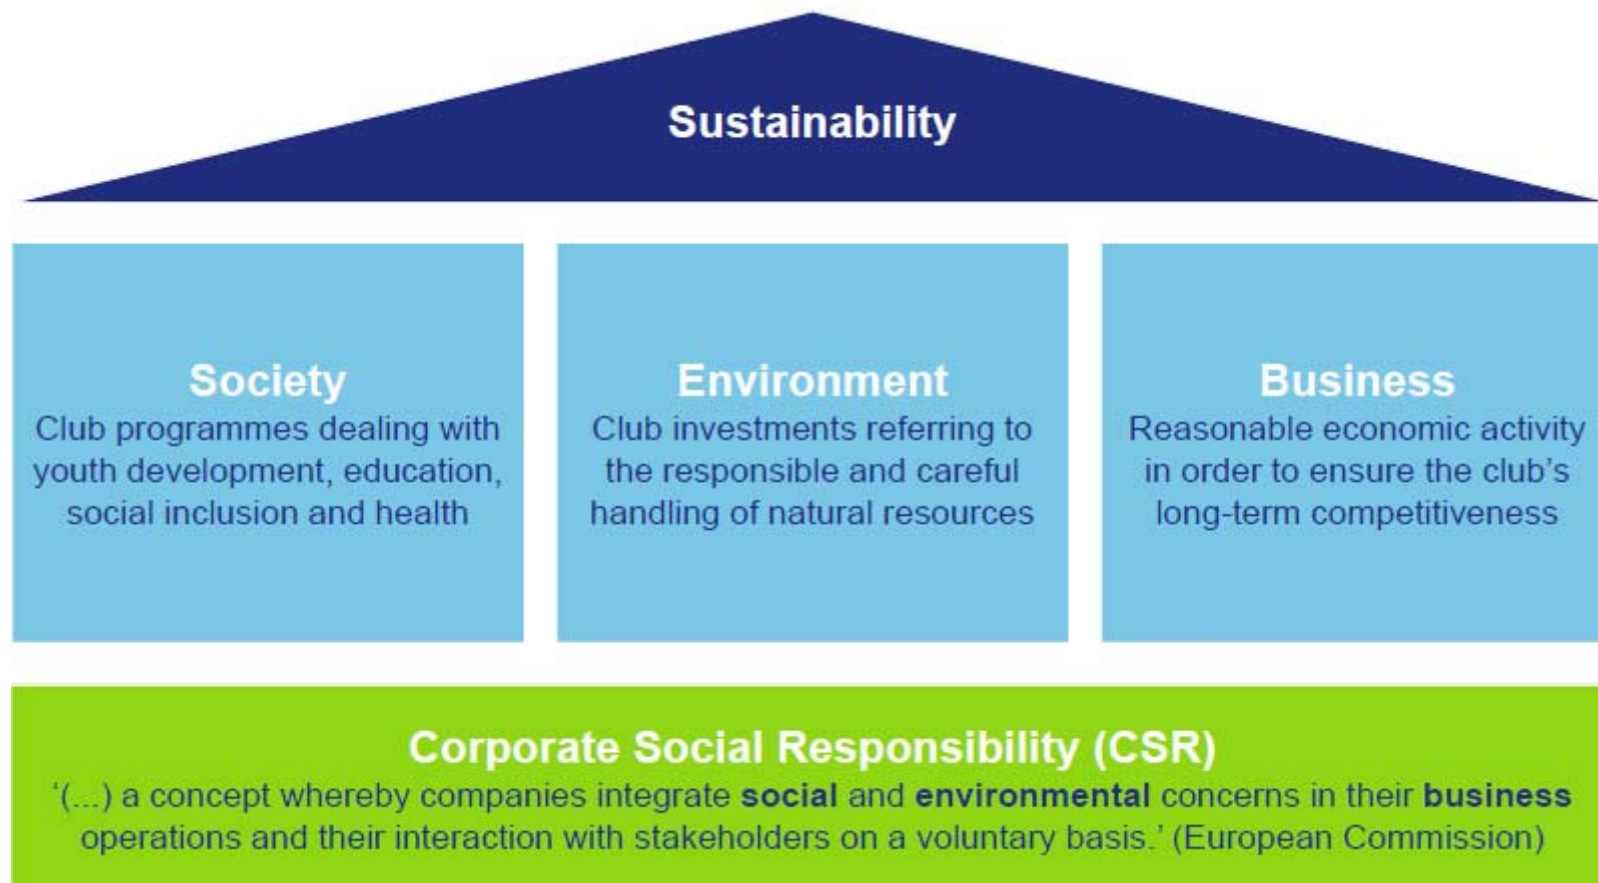 Sustainability
Society
Club programmes dealing with
youth development, education,
social inclusion and health
Environment
Club investments referring to
the responsible and careful
handling of natural resources
Business
Reasonable economic activity
in order to ensure the club’s
long-term competitiveness
Corporate Social Responsibility (CSR)
‘(...) a concept whereby companies integrate social and environmental concerns in their business
operations and their interaction with stakeholders on a voluntary basis.’ (European Commission)